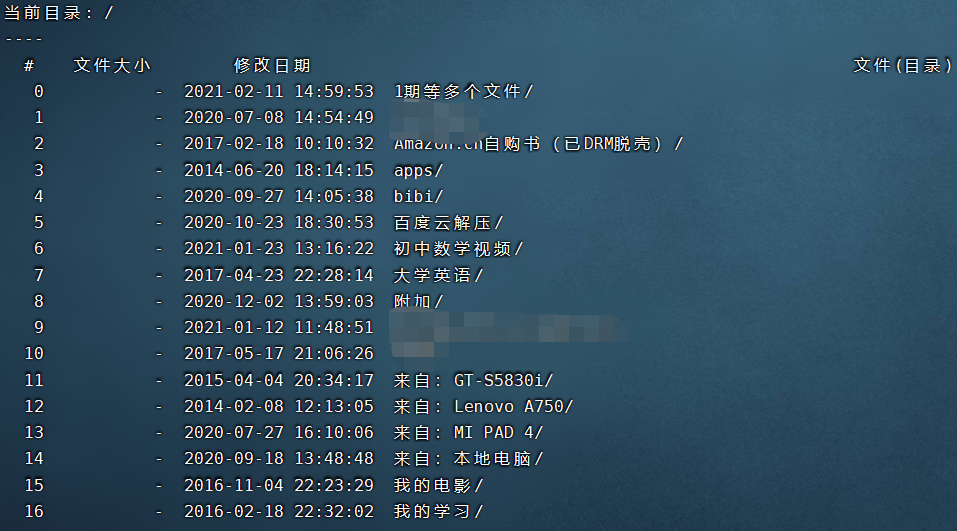 当前目录: /
----
# 文件大小 修改日期 文件(目录)
0 - 2021-02-11 14:59:53 1期等多个文件/
1 - 2020-07-08 14:54:49
2 - 2017-02-18 10:10:32 Amazon.cn自购书 (已DRM脱壳) /
3 - 2014-06-20 18:14:15 apps/
4 - 2020-09-27 14:05:38 bibi/
5 - 2020-10-23 18:30:53 百度云解压/
6 - 2021-01-23 13:16:22 初中数学视频/
7 - 2017-04-23 22:28:14 大学英语/
8 - 2020-12-02 13:59:03 附加/
9 - 2021-01-12 11:48:51
10 - 2017-05-17 21:06:26
11 - 2015-04-04 20:34:17 来自: GT-S5830i/
12 - 2014-02-08 12:13:05 来自: Lenovo A750/
13 - 2020-07-27 16:10:06 来自: MI PAD 4/
14 - 2020-09-18 13:48:48 来自: 本地电脑/
15 - 2016-11-04 22:23:29 我的电影/
16 - 2016-02-18 22:32:02 我的学习/